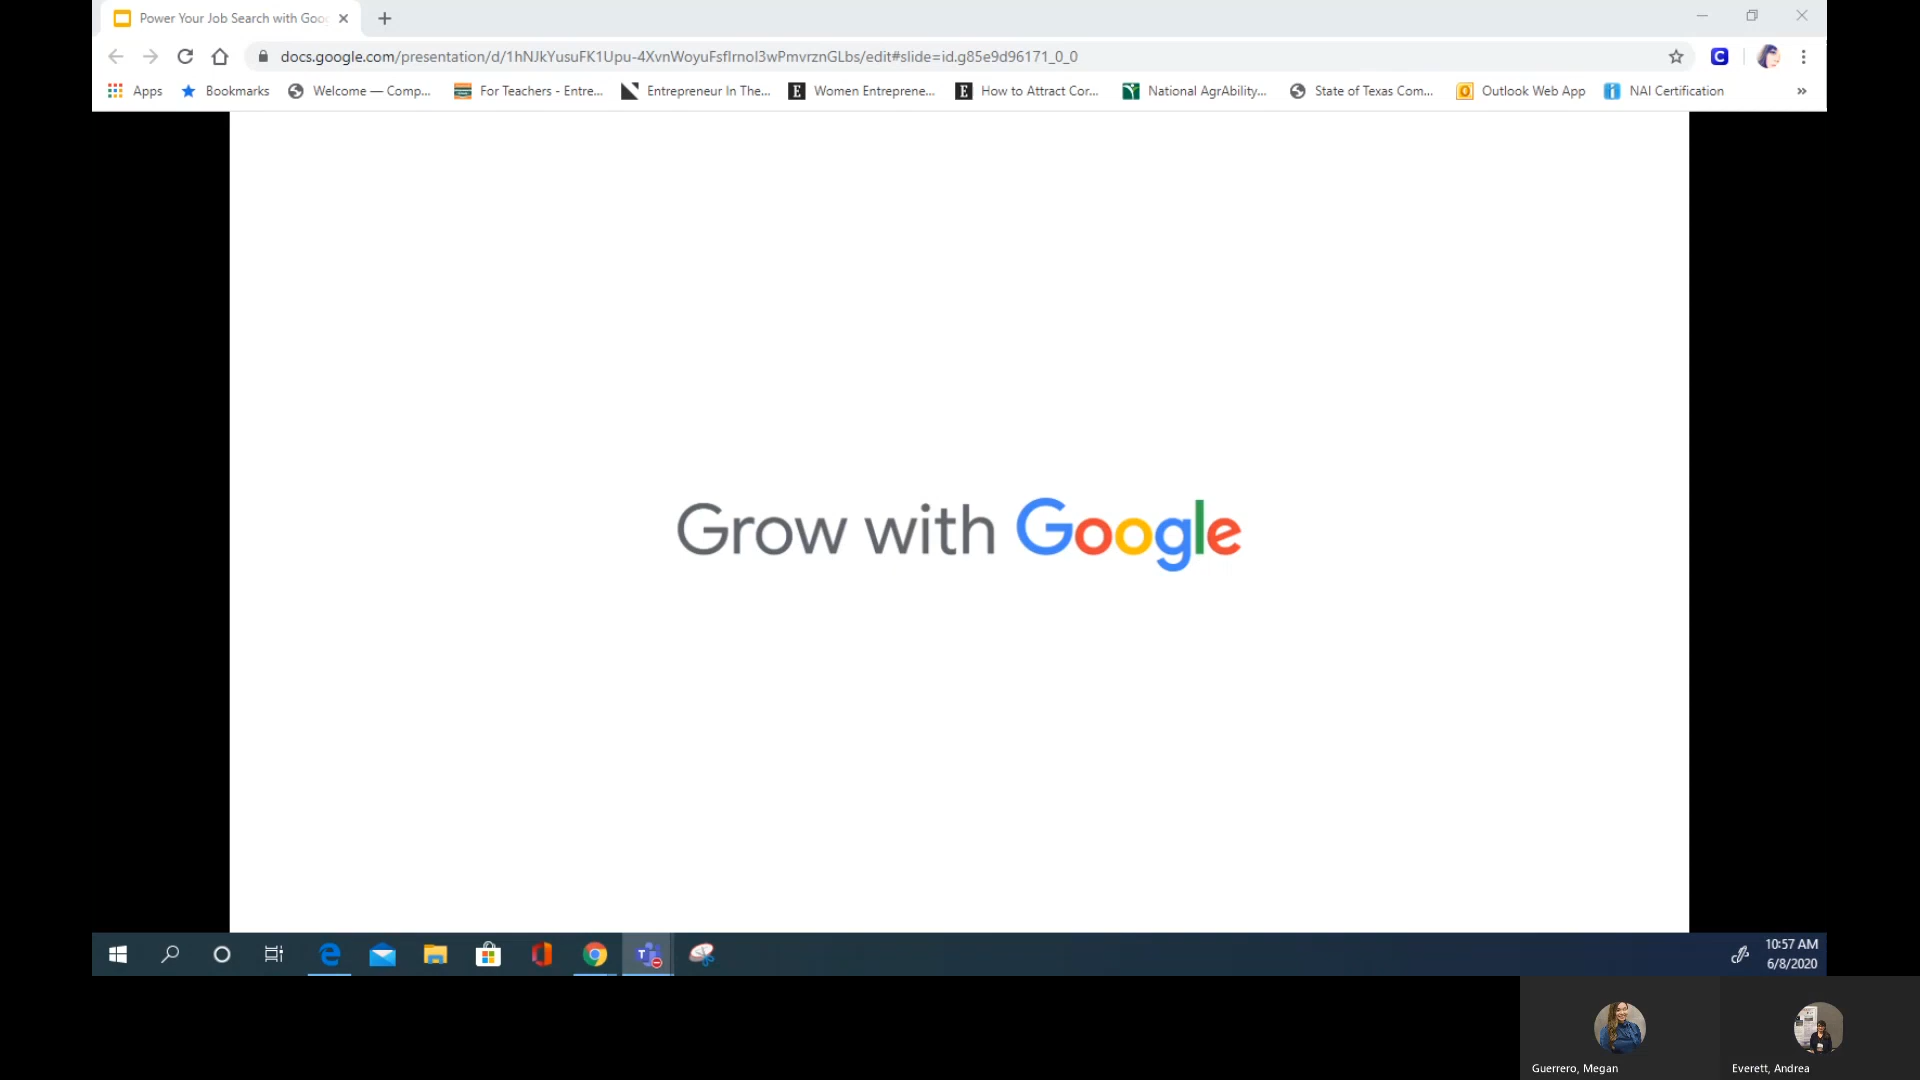 Power Your Job Search with Goo
docs.google.com/presentation/d/1hNJkYusuFK1Upu-4XvnWoyuFsfIrnoI3wPmvrznGLbs/edit#slide=id.g85e9d96171_0_0
Apps Bookmarks Welcome — Comp... For Teachers - Entre... Entrepreneur In The... Women Entreprene... How to Attract Cor... National AgrAbility... State of Texas Com... Outlook Web App NAI Certification
Grow with Google
10:57 AM
6/8/2020
Guerrero, Megan Everett, Andrea